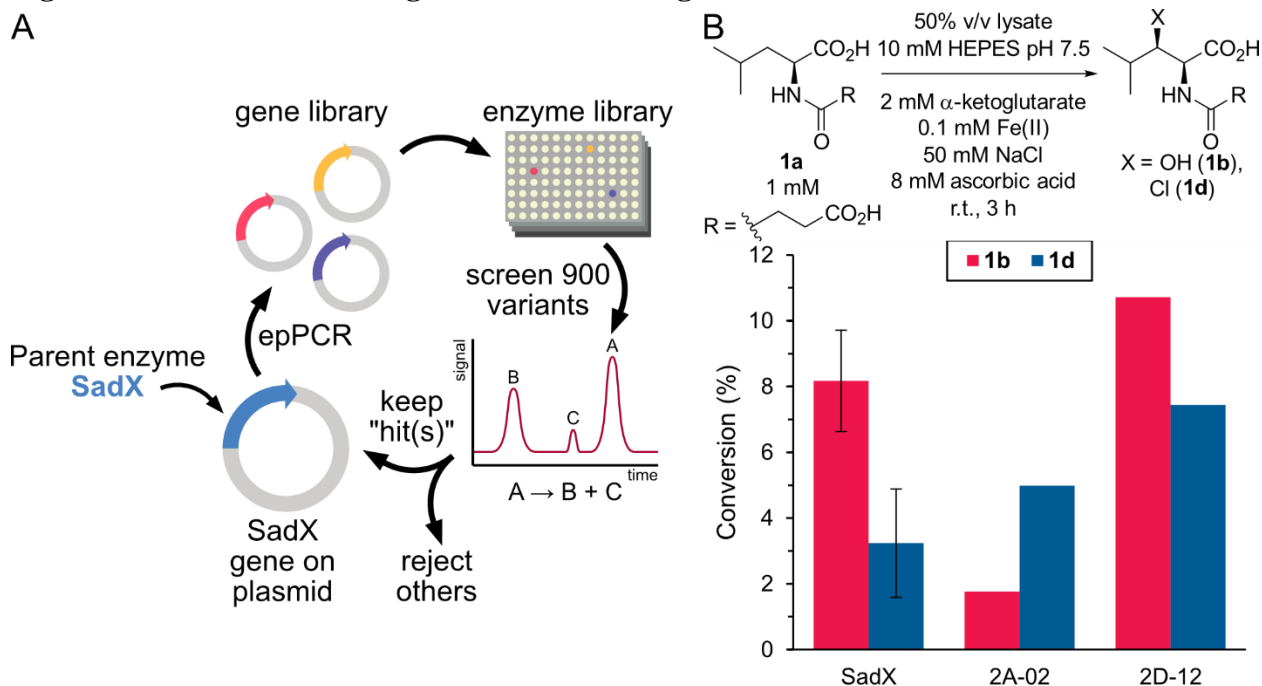 A
gene library
enzyme library
epPCR
Parent enzyme
SadX
SadX
gene on
plasmid
screen 900
variants
keep
"hit(s)"
reject
others
signal
B
C
A
time
A → B + C
B
CO₂H
HN
R
O
1a
1 mM
R =
CO₂H
50% v/v lysate
10 mM HEPES pH 7.5
2 mM α-ketoglutarate
0.1 mM Fe(II)
50 mM NaCl
8 mM ascorbic acid
r.t., 3 h
X
CO₂H
HN
R
O
X = OH (1b),
Cl (1d)
1b 1d
Conversion (%)
12
10
8
6
4
2
0
SadX 2A-02 2D-12